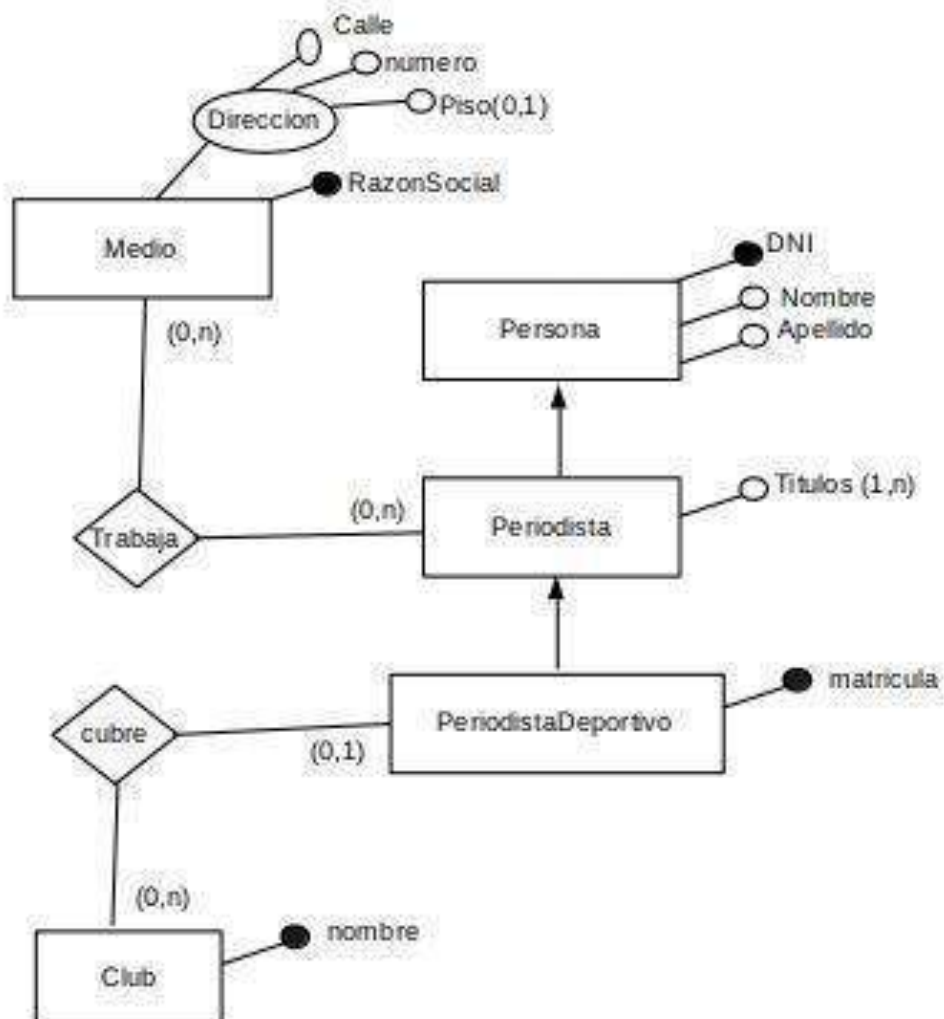 Calle
numero
Direccion
Piso(0,1)
RazonSocial
Medio
(0,n)
DNI
Nombre
Apellido
Persona
Titulos (1,n)
(0,n)
Periodista
Trabaja
matricula
PeriodistaDeportivo
cubre
(0,1)
(0,n)
nombre
Club